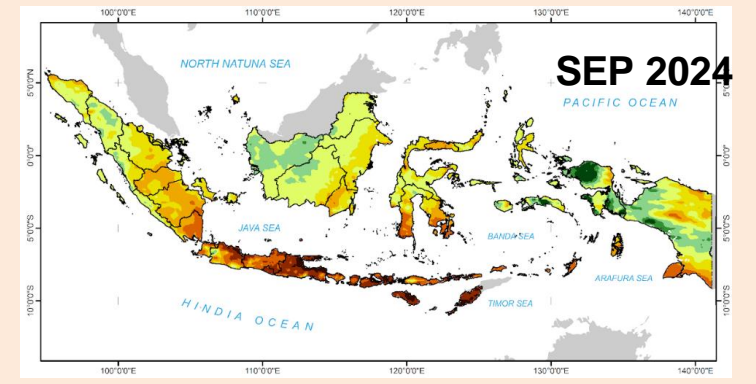 100°0'0"E 110°0'0"E 120°0'0"E 130°0'0"E 140°0'0"E
NORTH NATUNA SEA
SEP 2024
PACIFIC OCEAN
5°0'0"N 5°0'0"N
0°0'0" 0°0'0"
JAVA SEA
BANDA SEA
5°0'0"S 5°0'0"S
ARAFURA SEA
HINDIA OCEAN
TIMOR SEA
10°0'0"S 10°0'0"S
100°0'0"E 110°0'0"E 120°0'0"E 130°0'0"E 140°0'0"E